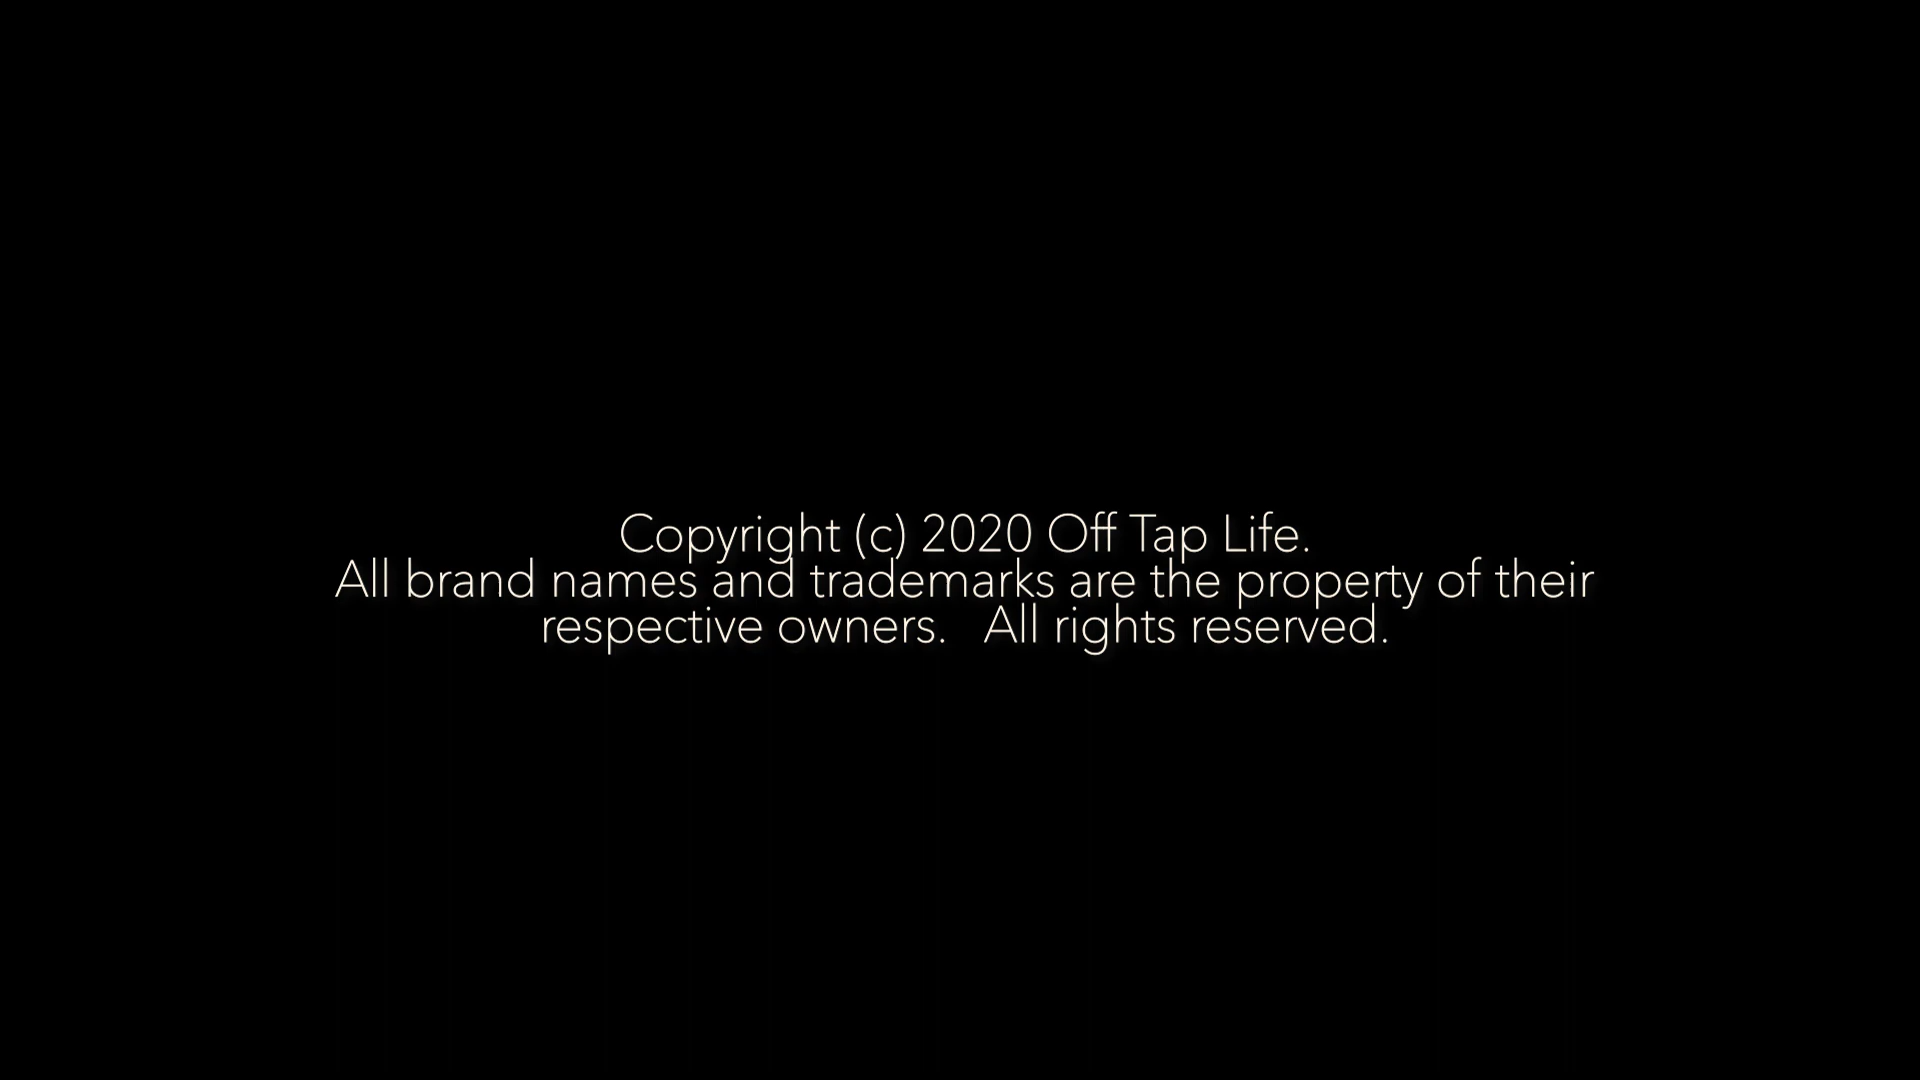 Copyright (c) 2020 Off Tap Life.
All brand names and trademarks are the property of their
respective owners.   All rights reserved.